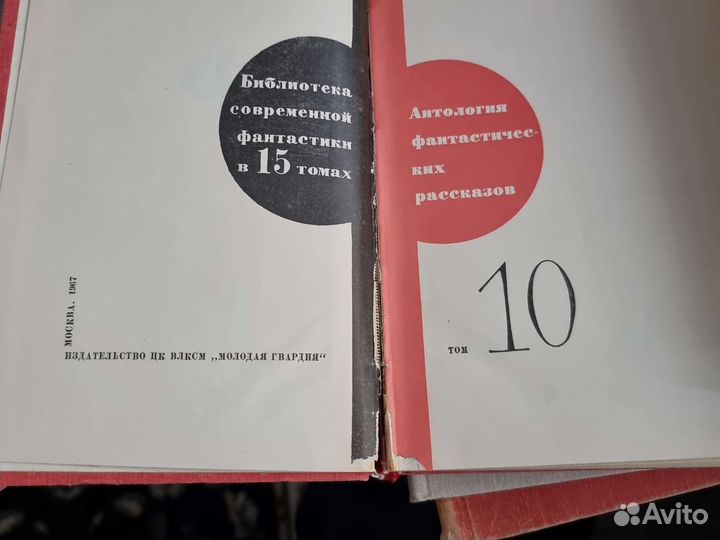 Библиотека
современной
фантастики
в 15 томах
МОСКВА. 1967
ИЗДАТЕЛЬСТВО ЦК ВЛКСМ „МОЛОДАЯ ГВАРДИЯ“
Антология
фантастичес-
ких
рассказов
ТОМ 10
Avito